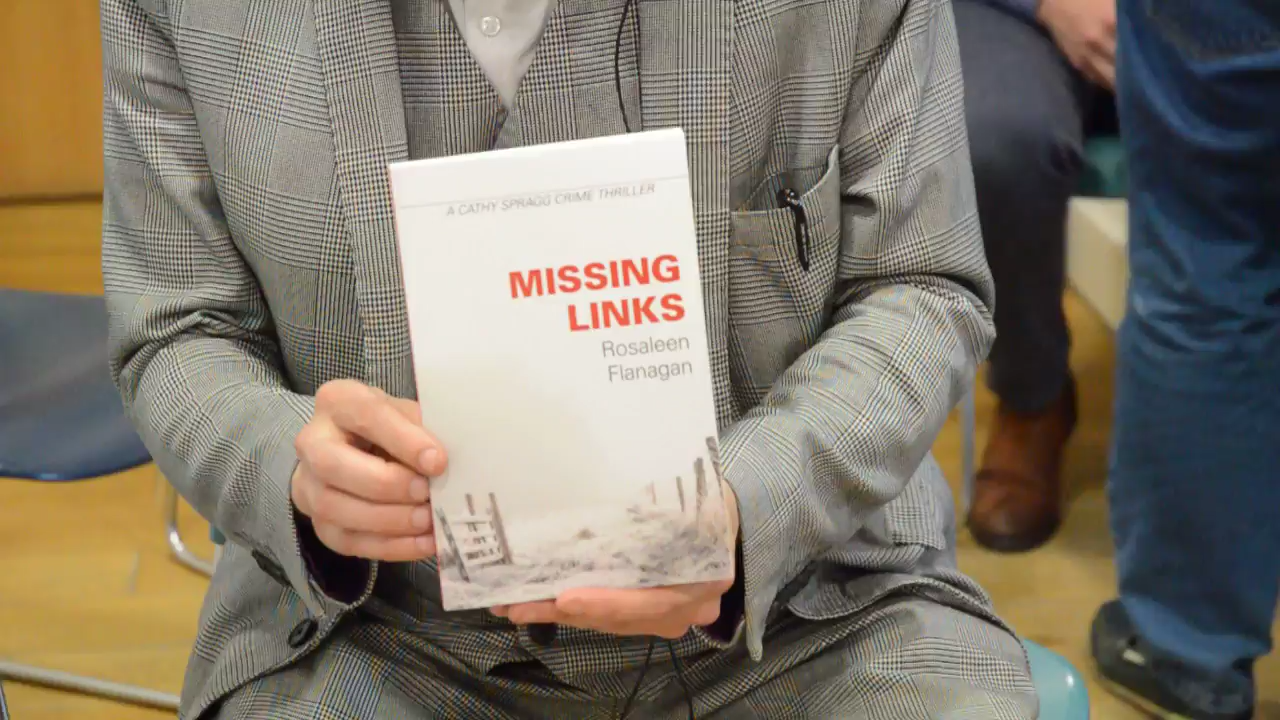 A CATHY SPRAGG CRIME THRILLER
MISSING
LINKS
Rosaleen
Flanagan